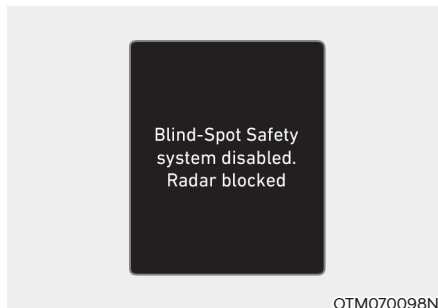 Blind-Spot Safety
system disabled.
Radar blocked
OTM070098N